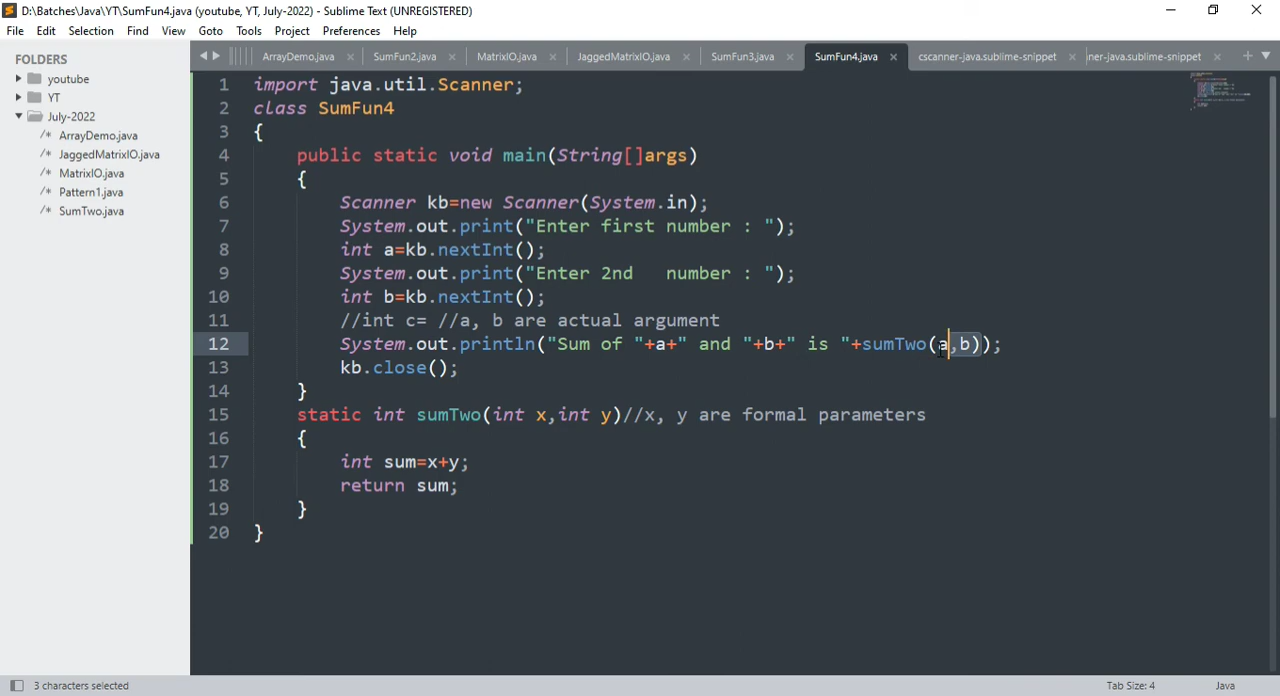 D:\Batches\Java\YT\SumFun4.java (youtube, YT, July-2022) - Sublime Text (UNREGISTERED)
File Edit Selection Find View Goto Tools Project Preferences Help
FOLDERS
youtube
YT
July-2022
/* ArrayDemo.java
/* JaggedMatrixIO.java
/* MatrixIO.java
/* Pattern1.java
/* SumTwo.java
ArrayDemo.java SumFun2.java MatrixIO.java JaggedMatrixIO.java SumFun3.java SumFun4.java cscanner-java.sublime-snippet ner-java.sublime-snippet
1 import java.util.Scanner;
2 class SumFun4
3 {
4 public static void main(String[]args)
5 {
6 Scanner kb=new Scanner(System.in);
7 System.out.print("Enter first number : ");
8 int a=kb.nextInt();
9 System.out.print("Enter 2nd   number : ");
10 int b=kb.nextInt();
11 //int c= //a, b are actual argument
12 System.out.println("Sum of "+a+" and "+b+" is "+sumTwo(a,b));
13 kb.close();
14 }
15 static int sumTwo(int x,int y)//x, y are formal parameters
16 {
17 int sum=x+y;
18 return sum;
19 }
20 }
3 characters selected
Tab Size: 4
Java